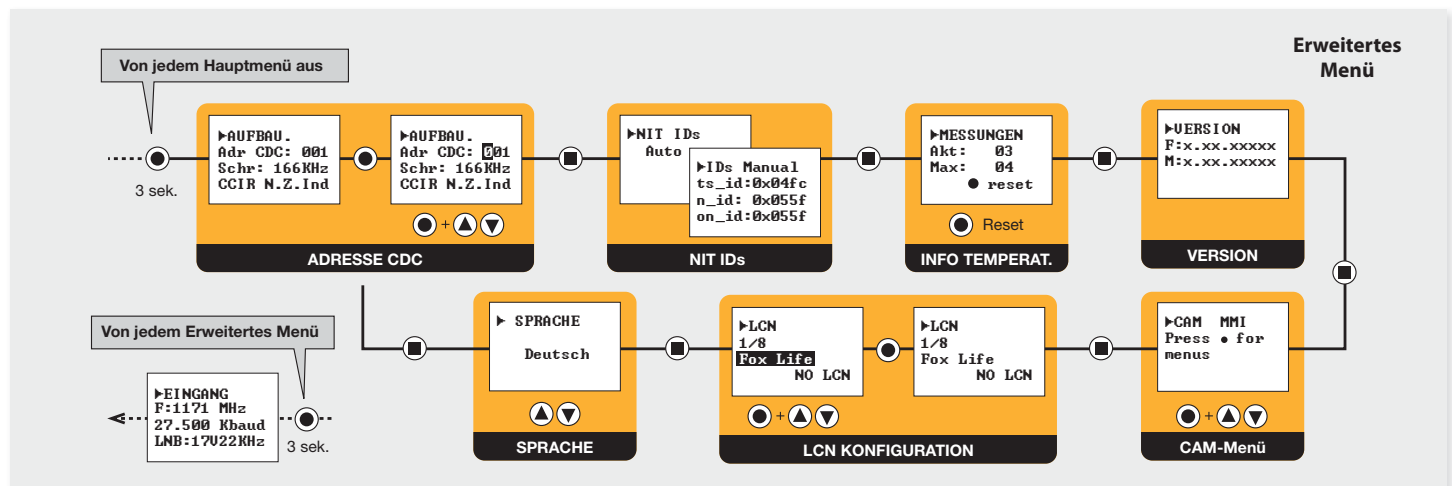 Erweitertes
Menü
Von jedem Hauptmenü aus
3 sek.
▶AUFBAU.
Adr CDC: 001
Schr: 166KHz
CCIR N.Z.Ind
▶AUFBAU.
Adr CDC: 001
Schr: 166KHz
CCIR N.Z.Ind
+
ADRESSE CDC
▶NIT IDs
Auto
▶IDs Manual
ts_id:0x04fc
n_id: 0x055f
on_id:0x055f
NIT IDs
▶MESSUNGEN
Akt: 03
Max: 04
● reset
Reset
INFO TEMPERAT.
▶VERSION
F:x.xx.xxxxx
M:x.xx.xxxxx
VERSION
Von jedem Erweitertes Menü
▶EINGANG
F:1171 MHz
27.500 Kbaud
LNB:17V22KHz
3 sek.
▶ SPRACHE
Deutsch
SPRACHE
▶LCN
1/8
Fox Life
NO LCN
+
▶LCN
1/8
Fox Life
NO LCN
LCN KONFIGURATION
▶CAM MMI
Press ● for
menus
+
CAM-Menü